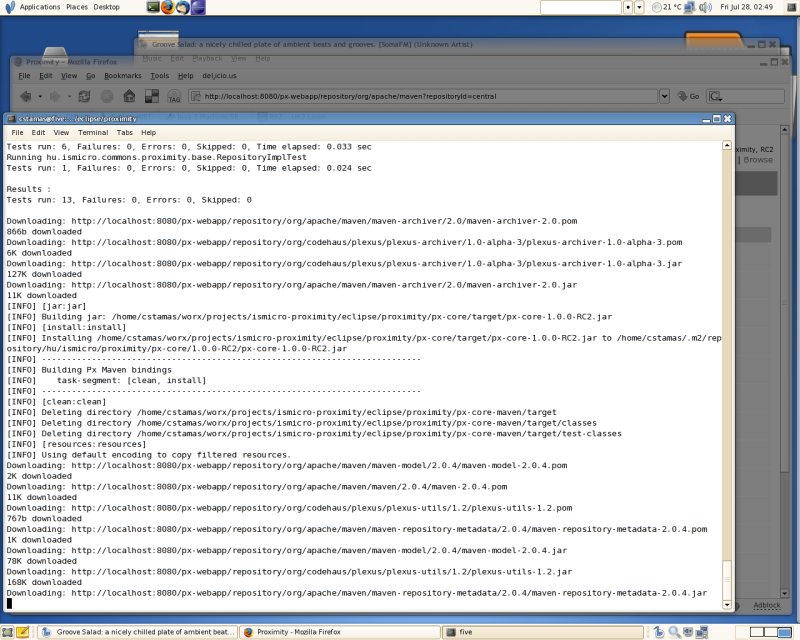 Applications Places Desktop
21 °C
Fri Jul 28, 02:49
Groove Salad: a nicely chilled plate of ambient beats and grooves. [SomaFM] (Unknown Artist)
Music Edit Playback View Help
Proximity - Mozilla Firefox
File Edit View Go Bookmarks Tools Help del.icio.us
http://localhost:8080/px-webapp/repository/org/apache/maven?repositoryId=central
Go
cstamas@five:.../eclipse/proximity
File Edit View Terminal Tabs Help
Tests run: 6, Failures: 0, Errors: 0, Skipped: 0, Time elapsed: 0.033 sec
Running hu.ismicro.commons.proximity.base.RepositoryImplTest
Tests run: 1, Failures: 0, Errors: 0, Skipped: 0, Time elapsed: 0.024 sec
Results :
Tests run: 13, Failures: 0, Errors: 0, Skipped: 0
Downloading: http://localhost:8080/px-webapp/repository/org/apache/maven/maven-archiver/2.0/maven-archiver-2.0.pom
866b downloaded
Downloading: http://localhost:8080/px-webapp/repository/org/codehaus/plexus/plexus-archiver/1.0-alpha-3/plexus-archiver-1.0-alpha-3.pom
6K downloaded
Downloading: http://localhost:8080/px-webapp/repository/org/codehaus/plexus/plexus-archiver/1.0-alpha-3/plexus-archiver-1.0-alpha-3.jar
127K downloaded
Downloading: http://localhost:8080/px-webapp/repository/org/apache/maven/maven-archiver/2.0/maven-archiver-2.0.jar
11K downloaded
[INFO] [jar:jar]
[INFO] Building jar: /home/cstamas/worx/projects/ismicro-proximity/eclipse/proximity/px-core/target/px-core-1.0.0-RC2.jar
[INFO] [install:install]
[INFO] Installing /home/cstamas/worx/projects/ismicro-proximity/eclipse/proximity/px-core/target/px-core-1.0.0-RC2.jar to /home/cstamas/.m2/rep
ository/hu/ismicro/proximity/px-core/1.0.0-RC2/px-core-1.0.0-RC2.jar
[INFO] ----------------------------------------------------------------------------
[INFO] Building Px Maven bindings
[INFO]    task-segment: [clean, install]
[INFO] ----------------------------------------------------------------------------
[INFO] [clean:clean]
[INFO] Deleting directory /home/cstamas/worx/projects/ismicro-proximity/eclipse/proximity/px-core-maven/target
[INFO] Deleting directory /home/cstamas/worx/projects/ismicro-proximity/eclipse/proximity/px-core-maven/target/classes
[INFO] Deleting directory /home/cstamas/worx/projects/ismicro-proximity/eclipse/proximity/px-core-maven/target/test-classes
[INFO] [resources:resources]
[INFO] Using default encoding to copy filtered resources.
Downloading: http://localhost:8080/px-webapp/repository/org/apache/maven/maven-model/2.0.4/maven-model-2.0.4.pom
2K downloaded
Downloading: http://localhost:8080/px-webapp/repository/org/apache/maven/maven/2.0.4/maven-2.0.4.pom
11K downloaded
Downloading: http://localhost:8080/px-webapp/repository/org/codehaus/plexus/plexus-utils/1.2/plexus-utils-1.2.pom
767b downloaded
Downloading: http://localhost:8080/px-webapp/repository/org/apache/maven/maven-repository-metadata/2.0.4/maven-repository-metadata-2.0.4.pom
1K downloaded
Downloading: http://localhost:8080/px-webapp/repository/org/apache/maven/maven-model/2.0.4/maven-model-2.0.4.jar
78K downloaded
Downloading: http://localhost:8080/px-webapp/repository/org/codehaus/plexus/plexus-utils/1.2/plexus-utils-1.2.jar
168K downloaded
Downloading: http://localhost:8080/px-webapp/repository/org/apache/maven/maven-repository-metadata/2.0.4/maven-repository-metadata-2.0.4.jar
ximity, RC2
| Browse
Adblock
Groove Salad: a nicely chilled plate of ambient beat...
Proximity - Mozilla Firefox
five